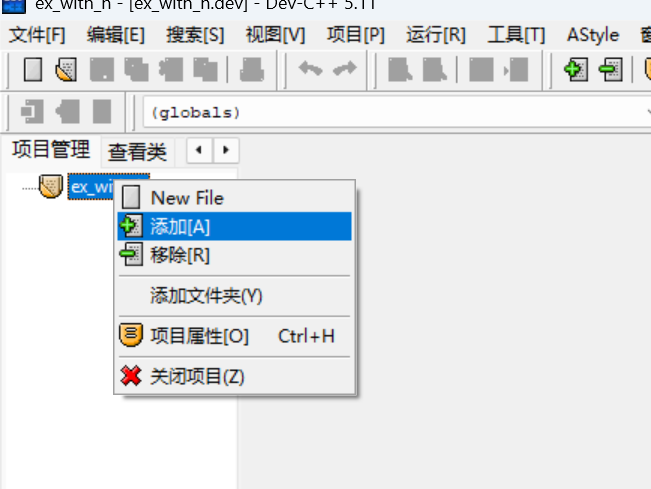 ex_with_h - [ex_with_h.dev] - Dev-C++ 5.11
文件[F] 编辑[E] 搜索[S] 视图[V] 项目[P] 运行[R] 工具[T] AStyle
(globals)
项目管理 查看类
ex_wi
New File
添加[A]
移除[R]
添加文件夹(Y)
项目属性[O] Ctrl+H
关闭项目(Z)